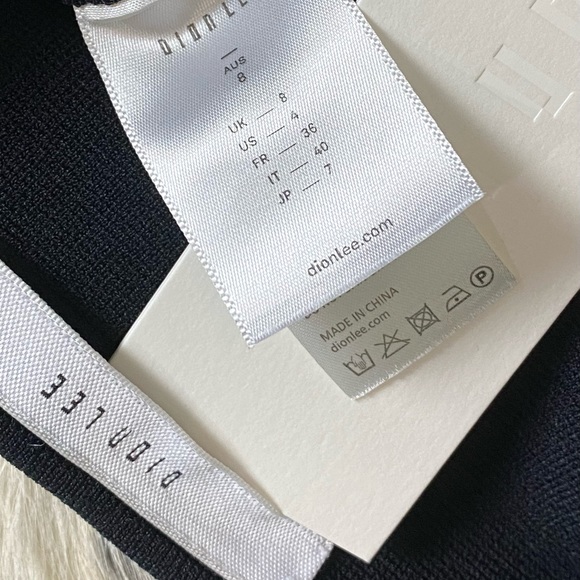 DION LEE
AUS
8
UK — 8
US — 4
FR — 36
IT — 40
JP — 7
dionlee.com
MADE IN CHINA
dionlee.com
P
DION LEE